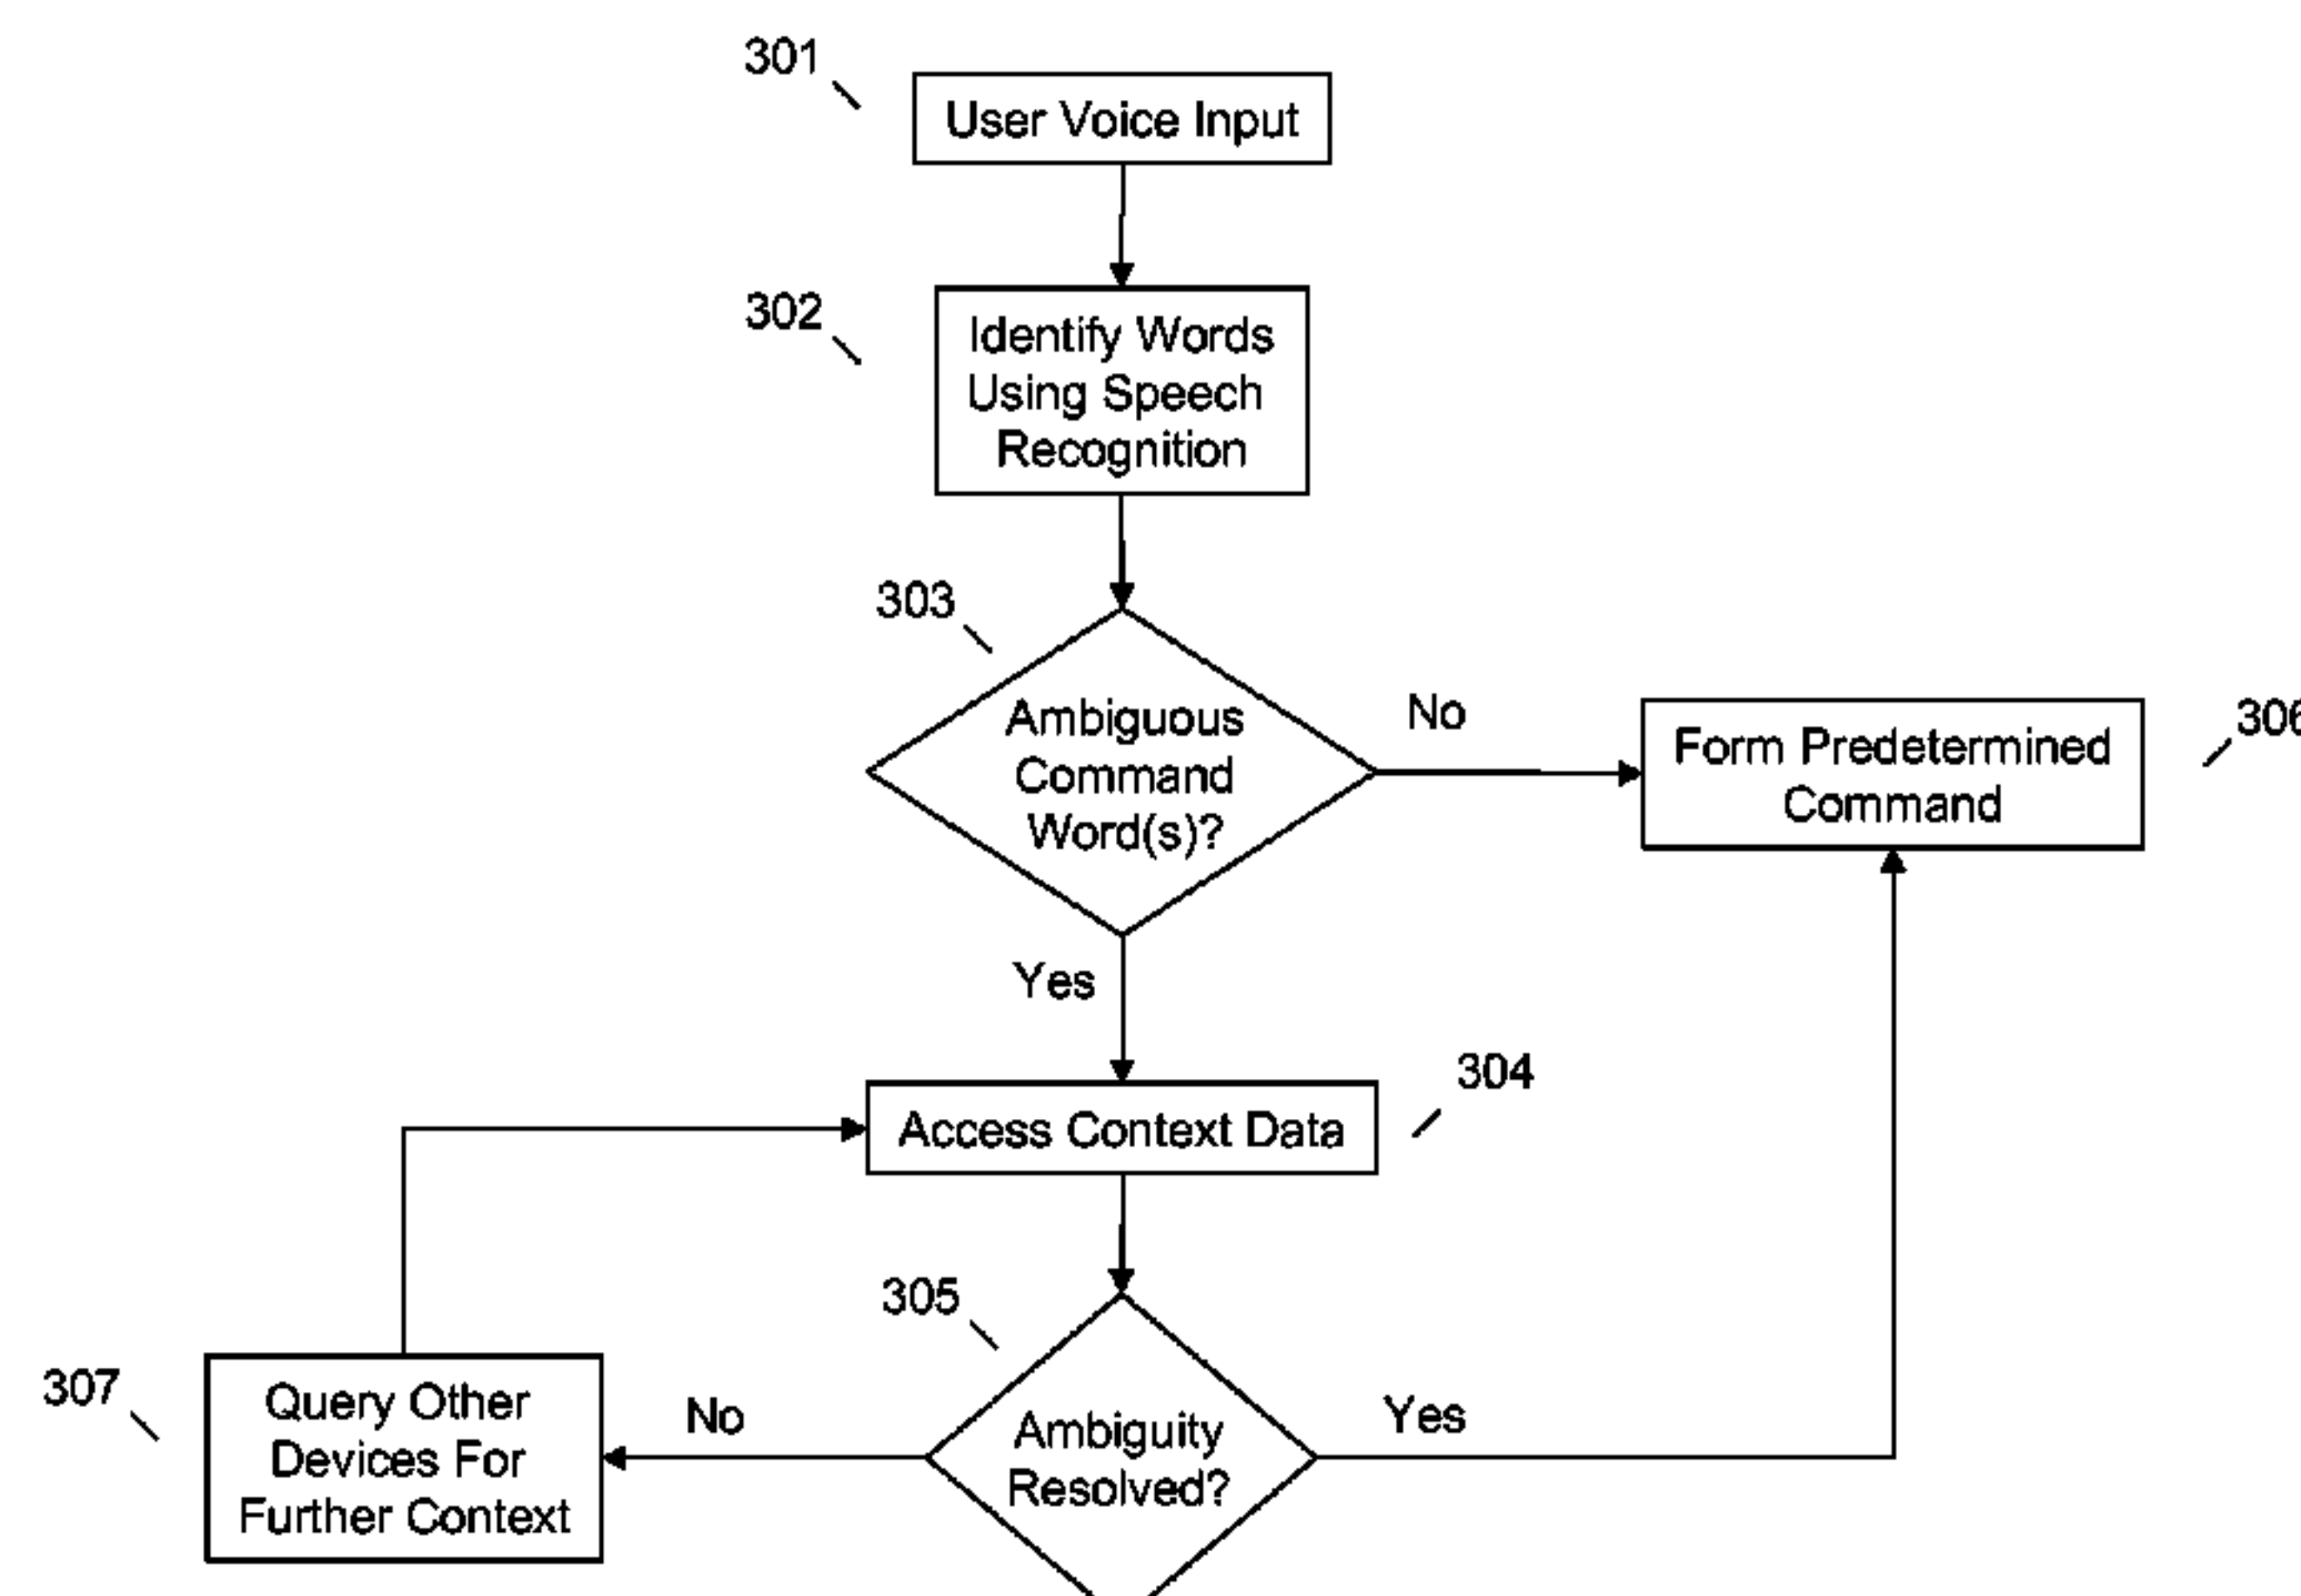 301
User Voice Input
302
Identify Words
Using Speech
Recognition
303
Ambiguous
Command
Word(s)?
No
Form Predetermined
Command
306
Yes
304
Access Context Data
305
307
Query Other
Devices For
Further Context
No
Ambiguity
Resolved?
Yes